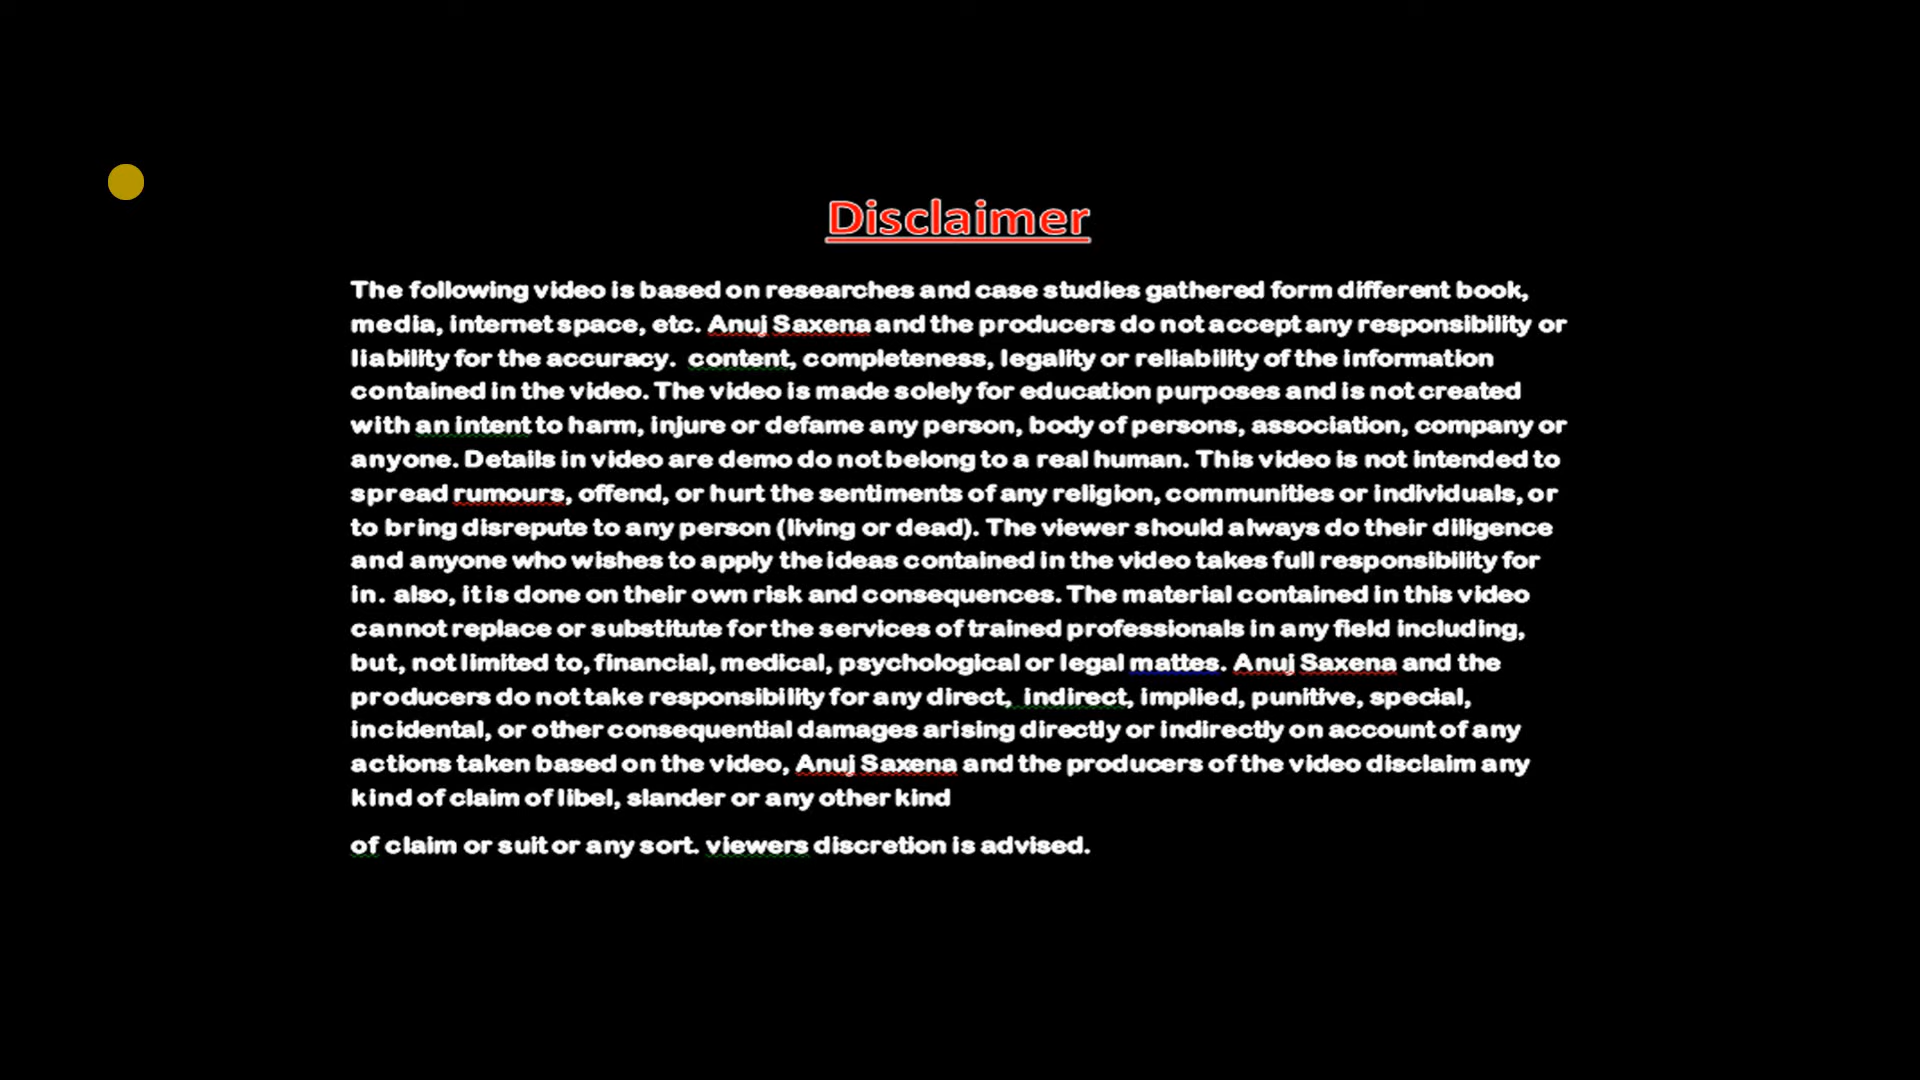 Disclaimer
The following video is based on researches and case studies gathered form different book,
media, internet space, etc. Anuj Saxena and the producers do not accept any responsibility or
liability for the accuracy. content, completeness, legality or reliability of the information
contained in the video. The video is made solely for education purposes and is not created
with an intent to harm, injure or defame any person, body of persons, association, company or
anyone. Details in video are demo do not belong to a real human. This video is not intended to
spread rumours, offend, or hurt the sentiments of any religion, communities or individuals, or
to bring disrepute to any person (living or dead). The viewer should always do their diligence
and anyone who wishes to apply the ideas contained in the video takes full responsibility for
in. also, it is done on their own risk and consequences. The material contained in this video
cannot replace or substitute for the services of trained professionals in any field including,
but, not limited to, financial, medical, psychological or legal mattes. Anuj Saxena and the
producers do not take responsibility for any direct, indirect, implied, punitive, special,
incidental, or other consequential damages arising directly or indirectly on account of any
actions taken based on the video, Anuj Saxena and the producers of the video disclaim any
kind of claim of libel, slander or any other kind
of claim or suit or any sort. viewers discretion is advised.